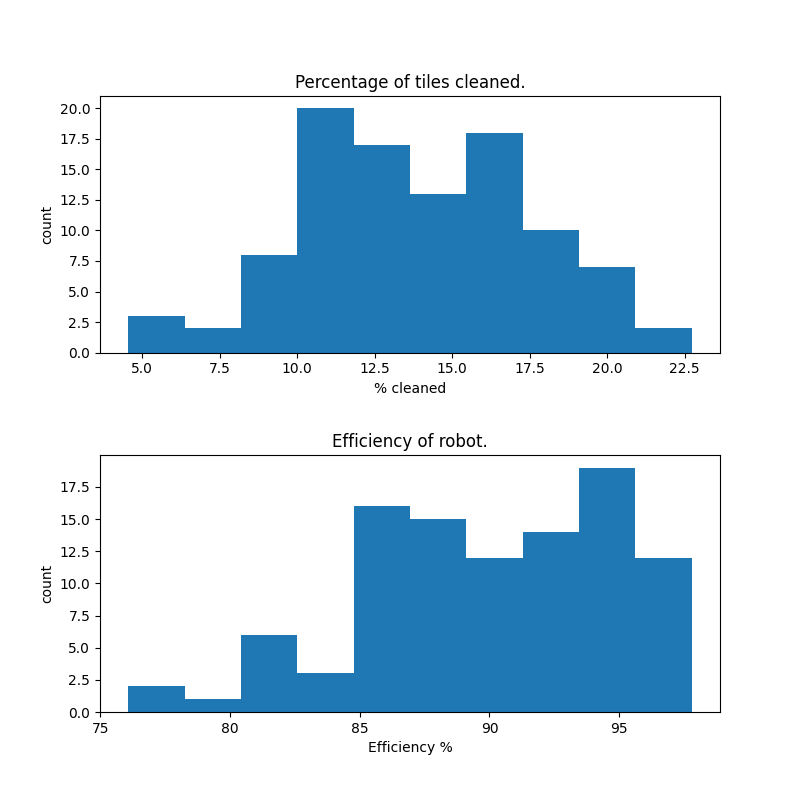 Percentage of tiles cleaned.
20.0
17.5
15.0
12.5
10.0
7.5
5.0
2.5
0.0
count
5.0 7.5 10.0 12.5 15.0 17.5 20.0 22.5
% cleaned
Efficiency of robot.
17.5
15.0
12.5
10.0
7.5
5.0
2.5
0.0
count
75 80 85 90 95
Efficiency %